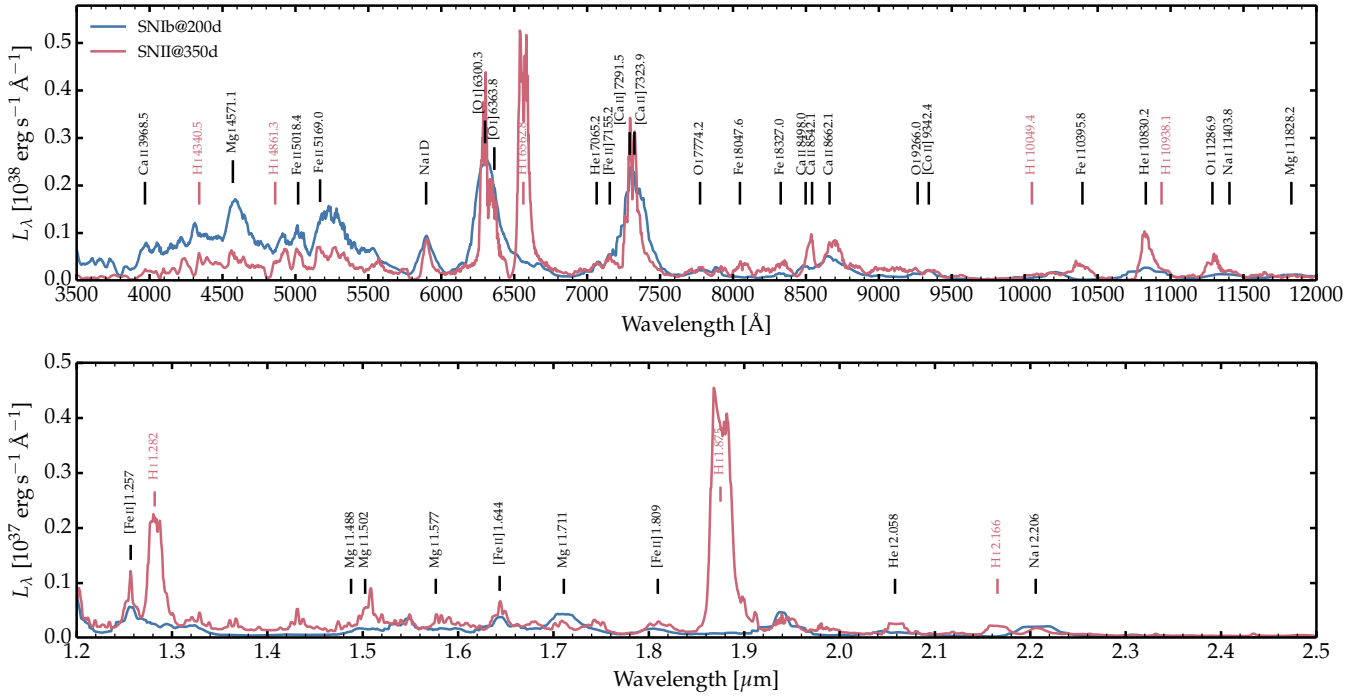 SNIb@200d
SNII@350d
Ca II 3968.5
H I 4340.5
Mg I 4571.1
H I 4861.3
Fe II 5018.4
Fe II 5169.0
Na I D
[O I] 6300.3
[O I] 6363.8
H I 6562.8
He I 7065.2
[Fe II] 7155.2
[Ca II] 7291.5
[Ca II] 7323.9
O I 7774.2
Fe I 8047.6
Fe I 8327.0
Ca II 8498.0
Ca II 8542.1
Ca II 8662.1
O I 9266.0
[Co II] 9342.4
H I 10049.4
Fe I 10395.8
He I 10830.2
H I 10938.1
O I 11286.9
Na I 11403.8
Mg I 11828.2
0.5
0.4
0.3
0.2
0.1
0.0
Lλ [10³⁸ erg s⁻¹ Å⁻¹]
3500 4000 4500 5000 5500 6000 6500 7000 7500 8000 8500 9000 9500 10000 10500 11000 11500 12000
Wavelength [Å]
[Fe II] 1.257
H I 1.282
Mg I 1.488
Mg I 1.502
Mg I 1.577
[Fe II] 1.644
Mg I 1.711
[Fe II] 1.809
H I 1.875
He I 2.058
H I 2.166
Na I 2.206
0.5
0.4
0.3
0.2
0.1
0.0
Lλ [10³⁷ erg s⁻¹ Å⁻¹]
1.2 1.3 1.4 1.5 1.6 1.7 1.8 1.9 2.0 2.1 2.2 2.3 2.4 2.5
Wavelength [μm]